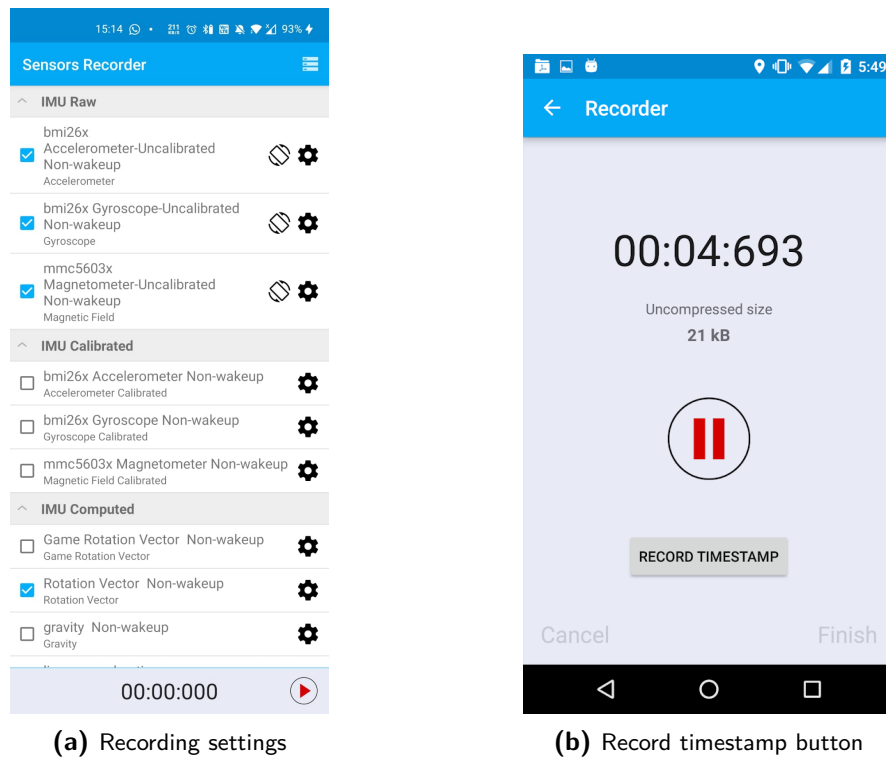 15:14 211 KB/S 93%
Sensors Recorder
IMU Raw
bmi26x
Accelerometer-Uncalibrated
Non-wakeup
Accelerometer
bmi26x Gyroscope-Uncalibrated
Non-wakeup
Gyroscope
mmc5603x
Magnetometer-Uncalibrated
Non-wakeup
Magnetic Field
IMU Calibrated
bmi26x Accelerometer Non-wakeup
Accelerometer Calibrated
bmi26x Gyroscope Non-wakeup
Gyroscope Calibrated
mmc5603x Magnetometer Non-wakeup
Magnetic Field Calibrated
IMU Computed
Game Rotation Vector Non-wakeup
Game Rotation Vector
Rotation Vector Non-wakeup
Rotation Vector
gravity Non-wakeup
Gravity
00:00:000
(a) Recording settings
5:49
Recorder
00:04:693
Uncompressed size
21 kB
RECORD TIMESTAMP
Cancel Finish
(b) Record timestamp button